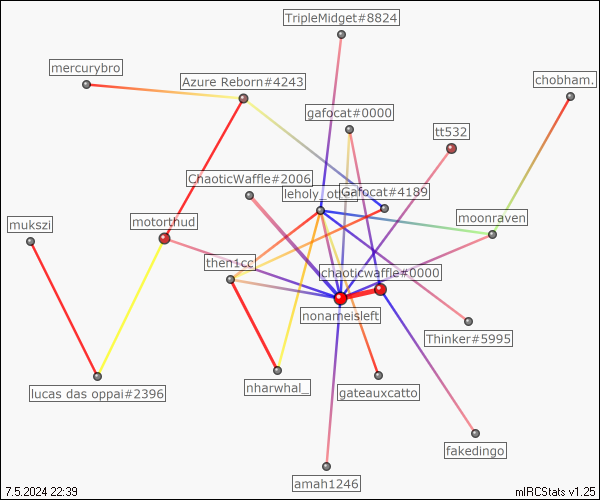 TripleMidget#8824
mercurybro
Azure Reborn#4243
chobham.
gafocat#0000
tt532
ChaoticWaffle#2006
leholy_ot
Gafocat#4189
mukszi
motorthud
moonraven
then1cc
chaoticwaffle#0000
nonameisleft
Thinker#5995
lucas das oppai#2396
nharwhal_
gateauxcatto
fakedingo
amah1246
7.5.2024 22:39
mIRCStats v1.25